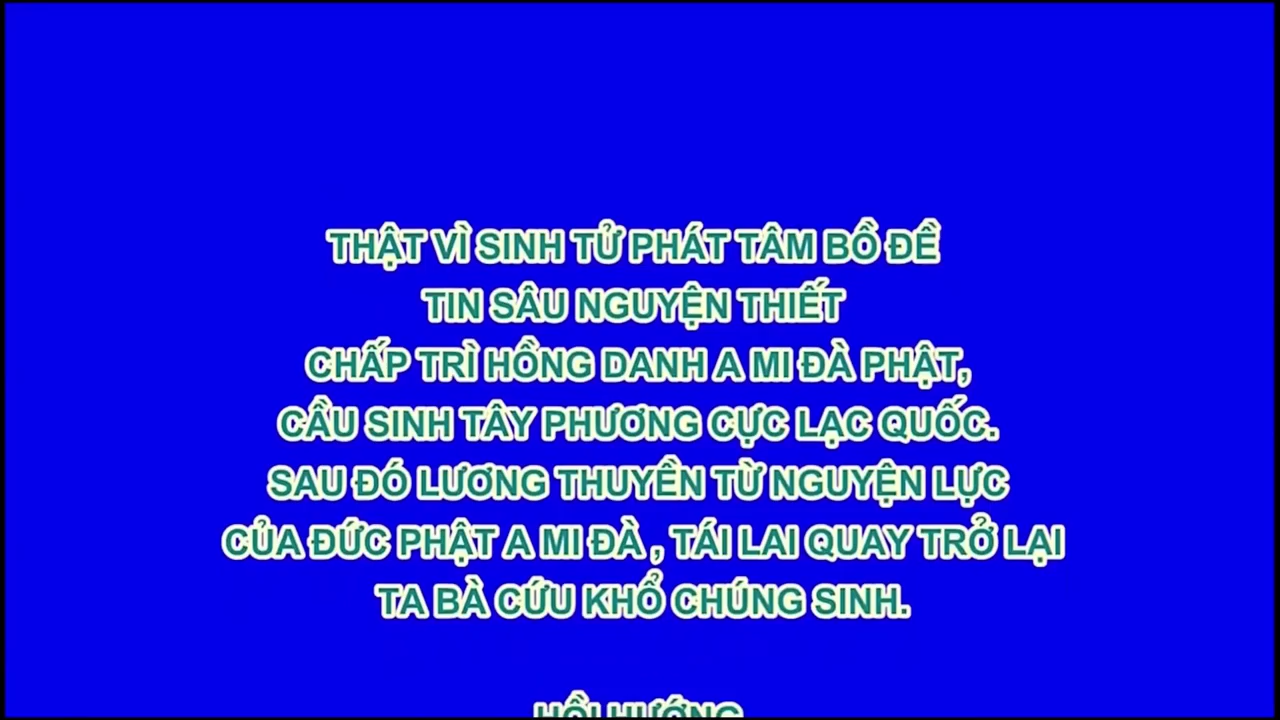 THẬT VÌ SINH TỬ PHÁT TÂM BỒ ĐỀ
TIN SÂU NGUYỆN THIẾT
CHẤP TRÌ HỒNG DANH A MI ĐÀ PHẬT,
CẦU SINH TÂY PHƯƠNG CỰC LẠC QUỐC.
SAU ĐÓ LƯƠNG THUYỀN TỪ NGUYỆN LỰC
CỦA ĐỨC PHẬT A MI ĐÀ , TÁI LAI QUAY TRỞ LẠI
TA BÀ CỨU KHỔ CHÚNG SINH.
HỒI HƯỚNG